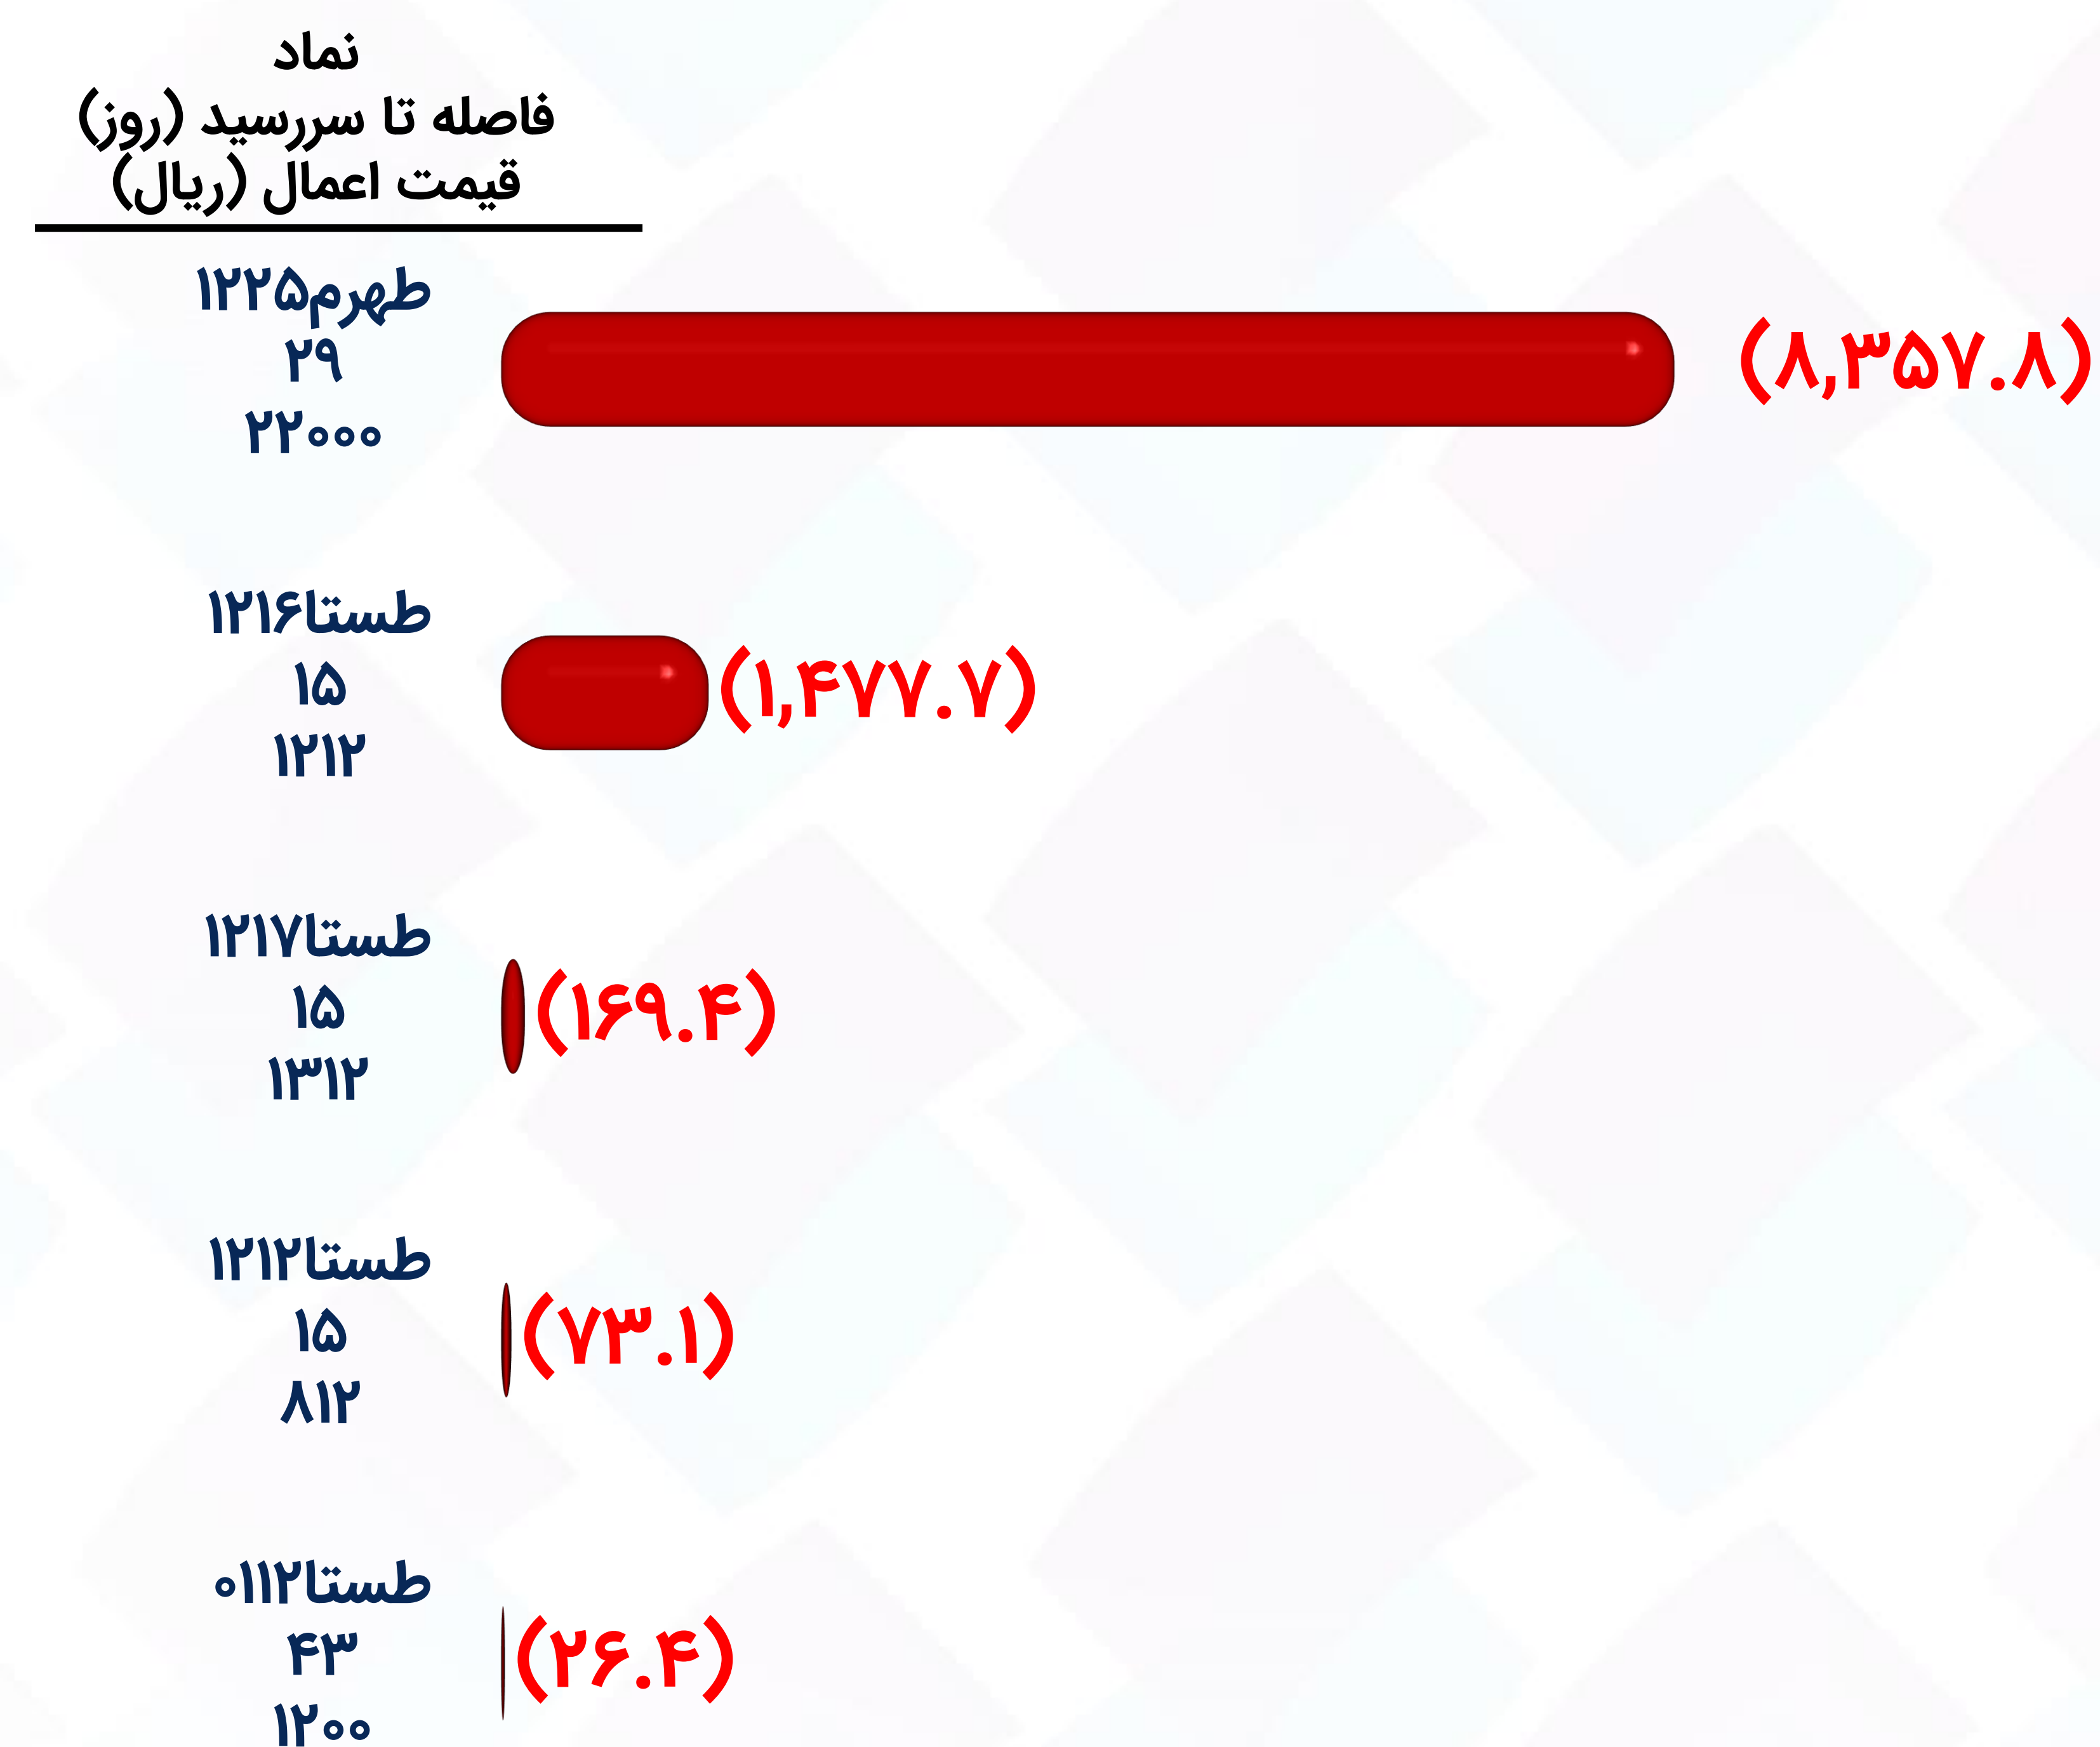 نماد
فاصله تا سررسید (روز)
قیمت اعمال (ریال)
طهرم۱۲۲۵
۲۹
۲۲۰۰۰
(۸,۳۵۷.۸)
طستا۱۲۱۶
۱۵
۱۲۱۲
(۱,۴۷۷.۷)
طستا۱۲۱۷
۱۵
۱۳۱۲
(۱۶۹.۴)
طستا۱۲۱۲
۱۵
۸۱۲
(۷۳.۱)
طستا۰۱۱۲
۴۳
۱۲۰۰
(۲۶.۴)